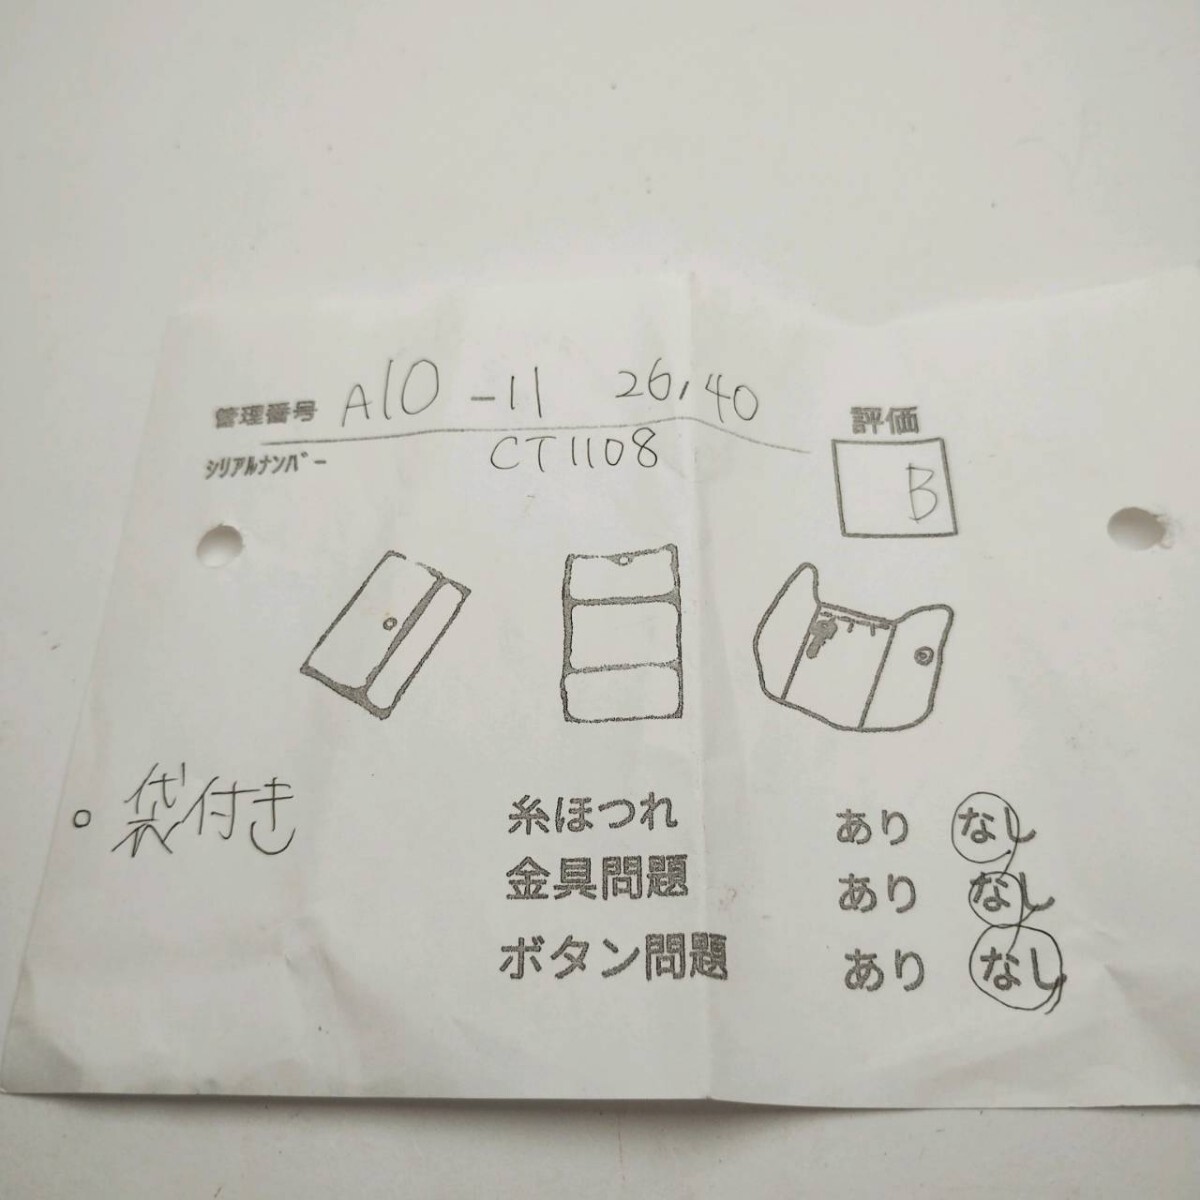 管理番号 A10-11 26,40
評価
シリアルナンバー CT1108
B
○ 袋付き
糸ほつれ あり なし
金具問題 あり なし
ボタン問題 あり なし